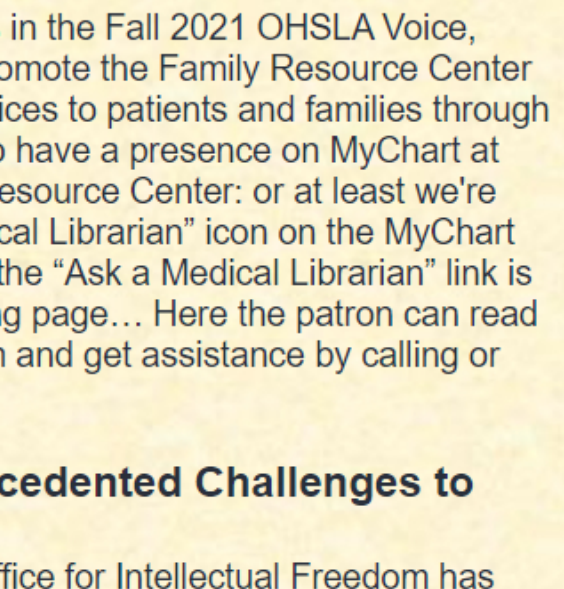 in the Fall 2021 OHSLA Voice,
omote the Family Resource Center
ices to patients and families through
o have a presence on MyChart at
esource Center: or at least we're
cal Librarian” icon on the MyChart
the “Ask a Medical Librarian” link is
g page… Here the patron can read
and get assistance by calling or
cedented Challenges to
ffice for Intellectual Freedom has